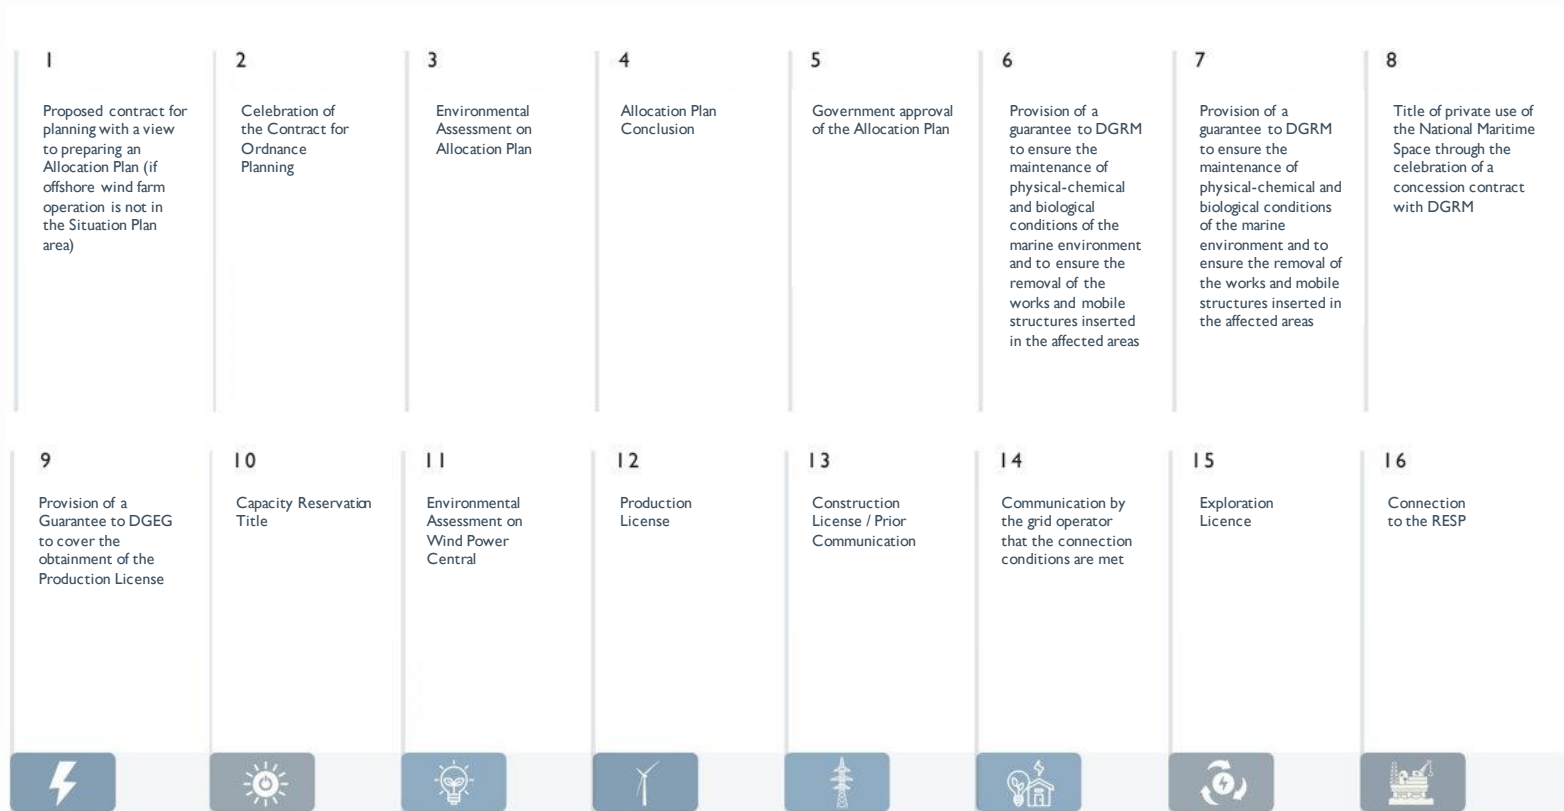 1
Proposed contract for
planning with a view
to preparing an
Allocation Plan (if
offshore wind farm
operation is not in
the Situation Plan
area)
2
Celebration of
the Contract for
Ordnance
Planning
3
Environmental
Assessment on
Allocation Plan
4
Allocation Plan
Conclusion
5
Government approval
of the Allocation Plan
6
Provision of a
guarantee to DGRM
to ensure the
maintenance of
physical-chemical
and biological
conditions of the
marine environment
and to ensure the
removal of the
works and mobile
structures inserted
in the affected areas
7
Provision of a
guarantee to DGRM
to ensure the
maintenance of
physical-chemical and
biological conditions
of the marine
environment and to
ensure the removal of
the works and mobile
structures inserted in
the affected areas
8
Title of private use of
the National Maritime
Space through the
celebration of a
concession contract
with DGRM
9
Provision of a
Guarantee to DGEG
to cover the
obtainment of the
Production License
10
Capacity Reservation
Title
11
Environmental
Assessment on
Wind Power
Central
12
Production
License
13
Construction
License / Prior
Communication
14
Communication by
the grid operator
that the connection
conditions are met
15
Exploration
Licence
16
Connection
to the RESP